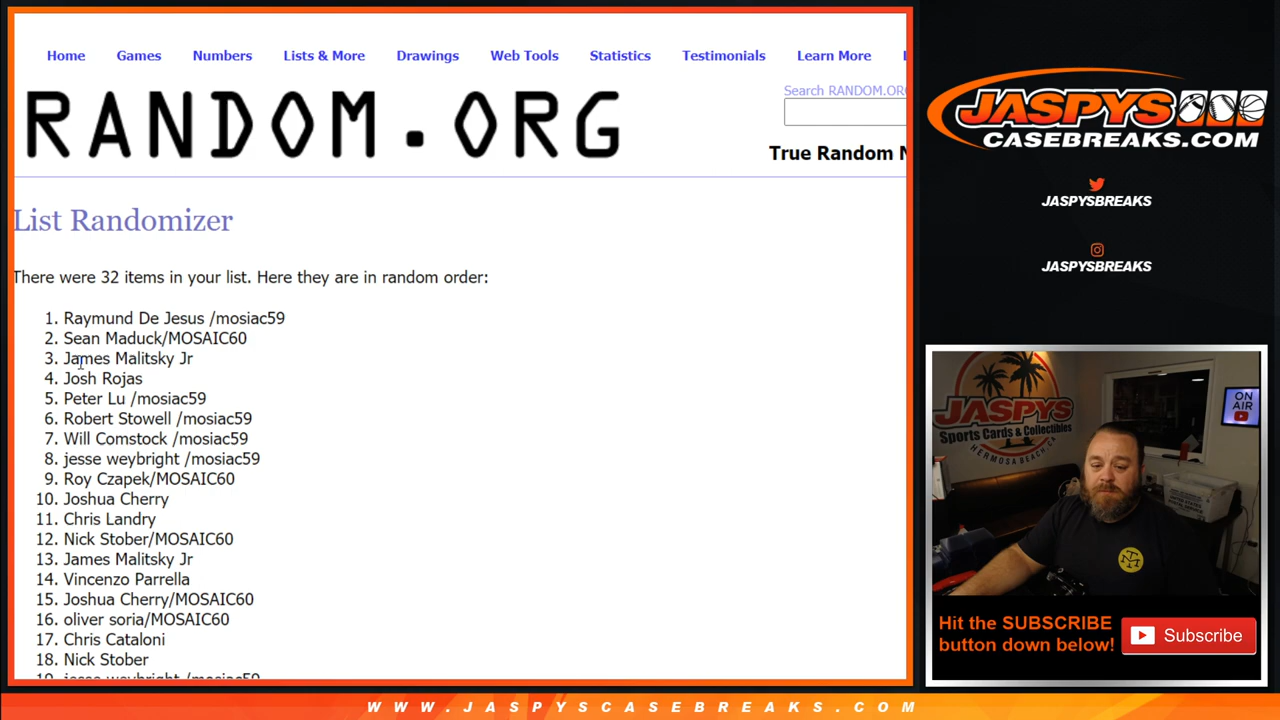 Home Games Numbers Lists & More Drawings Web Tools Statistics Testimonials Learn More
RANDOM.ORG
Search RANDOM.ORG
True Random N
List Randomizer
There were 32 items in your list. Here they are in random order:
1. Raymund De Jesus /mosiac59
2. Sean Maduck/MOSAIC60
3. James Malitsky Jr
4. Josh Rojas
5. Peter Lu /mosiac59
6. Robert Stowell /mosiac59
7. Will Comstock /mosiac59
8. jesse weybright /mosiac59
9. Roy Czapek/MOSAIC60
10. Joshua Cherry
11. Chris Landry
12. Nick Stober/MOSAIC60
13. James Malitsky Jr
14. Vincenzo Parrella
15. Joshua Cherry/MOSAIC60
16. oliver soria/MOSAIC60
17. Chris Cataloni
18. Nick Stober
19. jesse weybright /mosiac59
JASPYS
CASEBREAKS.COM
JASPYSBREAKS
JASPYSBREAKS
JASPYS
Sports Cards & Collectibles
HERMOSA BEACH, CA
ON
AIR
Hit the SUBSCRIBE
button down below!
Subscribe
WWW.JASPYSCASEBREAKS.COM